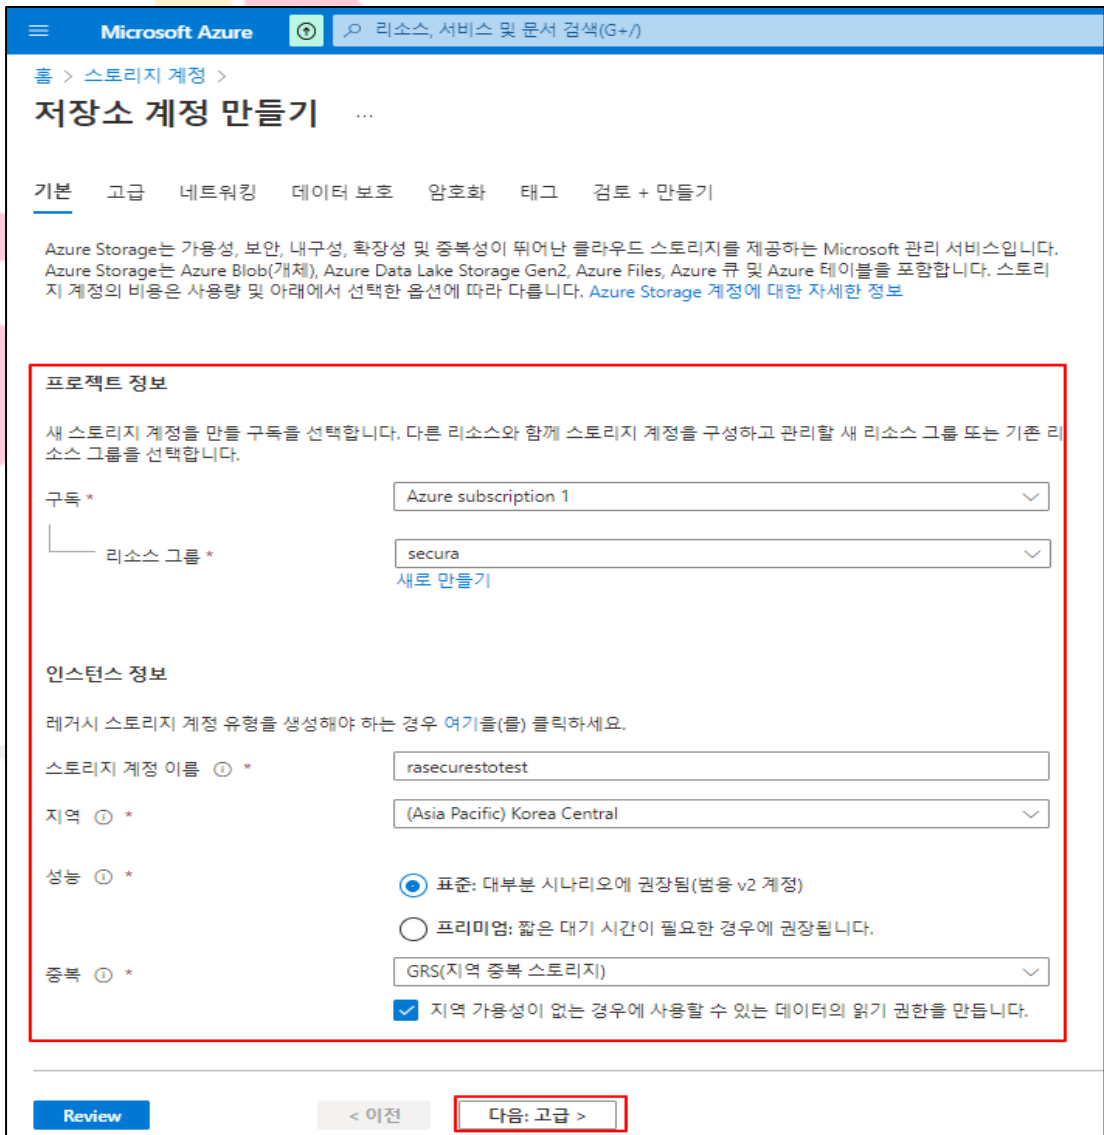 Microsoft Azure
리소스, 서비스 및 문서 검색(G+/)
홈 > 스토리지 계정 >
저장소 계정 만들기 ...
기본 고급 네트워킹 데이터 보호 암호화 태그 검토 + 만들기
Azure Storage는 가용성, 보안, 내구성, 확장성 및 중복성이 뛰어난 클라우드 스토리지를 제공하는 Microsoft 관리 서비스입니다.
Azure Storage는 Azure Blob(개체), Azure Data Lake Storage Gen2, Azure Files, Azure 큐 및 Azure 테이블을 포함합니다. 스토리
지 계정의 비용은 사용량 및 아래에서 선택한 옵션에 따라 다릅니다. Azure Storage 계정에 대한 자세한 정보
프로젝트 정보
새 스토리지 계정을 만들 구독을 선택합니다. 다른 리소스와 함께 스토리지 계정을 구성하고 관리할 새 리소스 그룹 또는 기존 리
소스 그룹을 선택합니다.
구독 * Azure subscription 1
리소스 그룹 * secura
새로 만들기
인스턴스 정보
레거시 스토리지 계정 유형을 생성해야 하는 경우 여기을(를) 클릭하세요.
스토리지 계정 이름 * rasecurestotest
지역 * (Asia Pacific) Korea Central
성능 * 표준: 대부분 시나리오에 권장됨(범용 v2 계정)
프리미엄: 짧은 대기 시간이 필요한 경우에 권장됩니다.
중복 * GRS(지역 중복 스토리지)
지역 가용성이 없는 경우에 사용할 수 있는 데이터의 읽기 권한을 만듭니다.
Review < 이전 다음: 고급 >